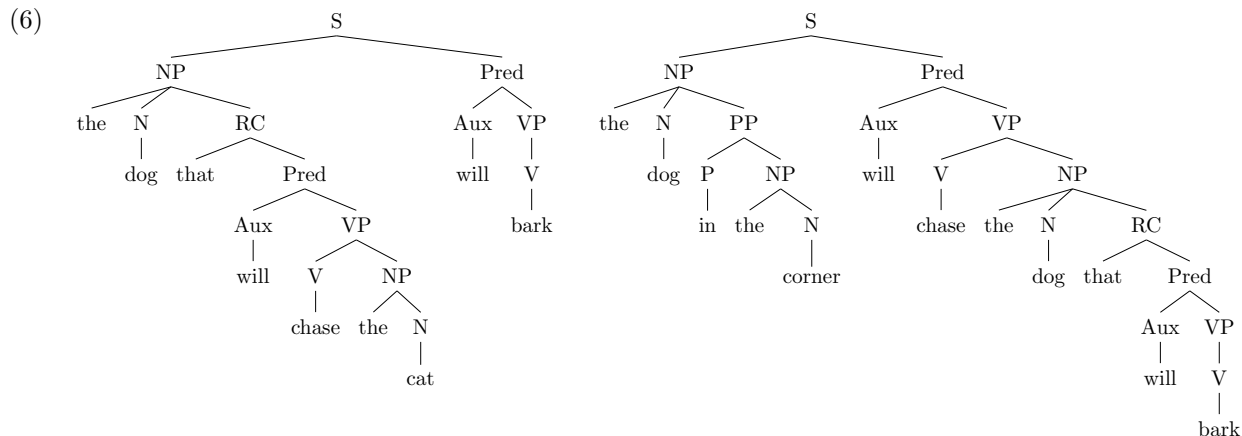 (6) S S
NP Pred NP Pred
the N RC Aux VP the N PP Aux VP
dog that Pred will V dog P NP will V NP
Aux VP bark in the N chase the N RC
will V NP corner dog that Pred
chase the N Aux VP
cat will V
bark